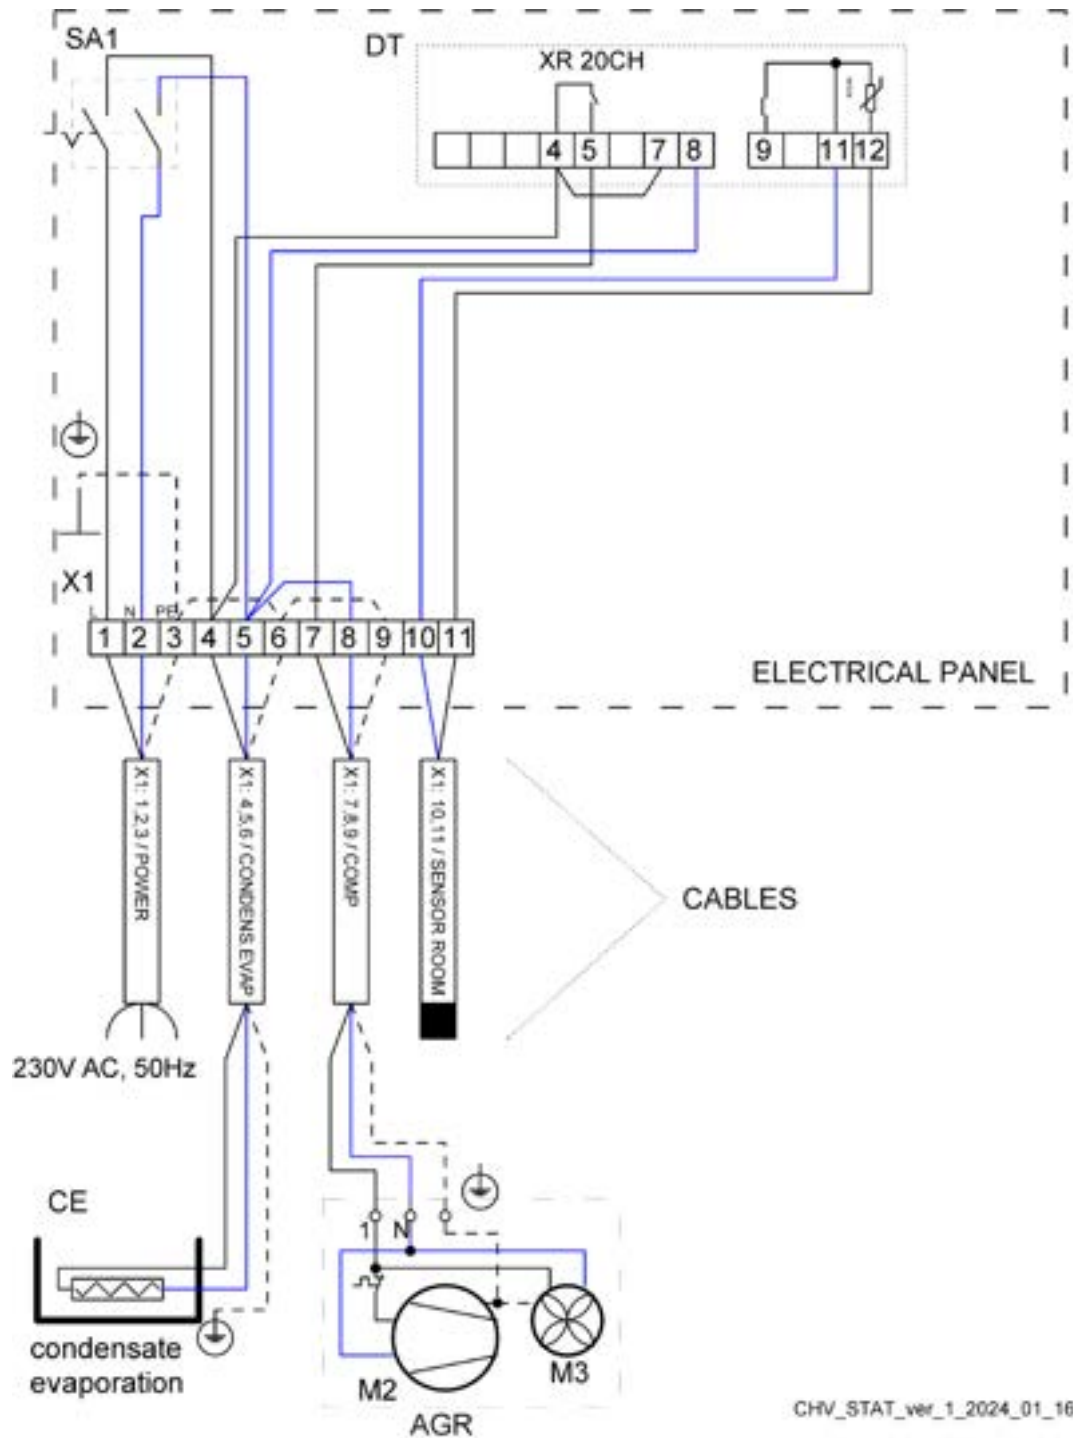 SA1
DT
XR 20CH
4 5 7 8
9 11 12
X1
L N PE
1 2 3 4 5 6 7 8 9 10 11
ELECTRICAL PANEL
X1: 1,2,3 / POWER
X1: 4,5,6 / CONDENS.EVAP
X1: 7,8,9 / COMP
X1: 10,11 / SENSOR ROOM
CABLES
230V AC, 50Hz
CE
1 N
condensate
evaporation
M2
M3
AGR
CHV_STAT_ver_1_2024_01_16